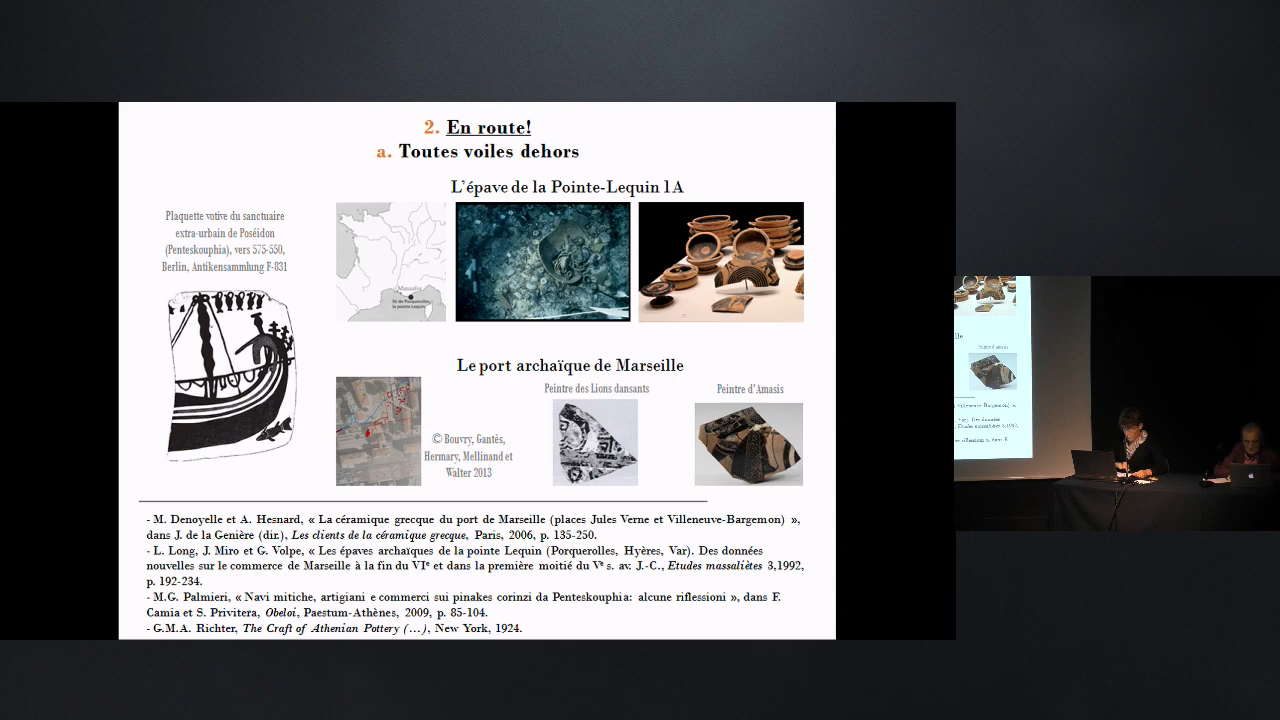 2. En route!
a. Toutes voiles dehors
L'épave de la Pointe-Lequin 1A
Plaquette votive du sanctuaire
extra-urbain de Poséidon
(Penteskouphia), vers 575-550,
Berlin, Antikensammlung F-831
Massalia
Île de Porquerolles,
la pointe Lequin
Le port archaïque de Marseille
Peintre des Lions dansants
Peintre d'Amasis
© Bouvry, Gantès,
Hermary, Mellinand et
Walter 2013
- M. Denoyelle et A. Hesnard, « La céramique grecque du port de Marseille (places Jules Verne et Villeneuve-Bargemon) »,
dans J. de la Genière (dir.), Les clients de la céramique grecque, Paris, 2006, p. 135-250.
- L. Long, J. Miro et G. Volpe, « Les épaves archaïques de la pointe Lequin (Porquerolles, Hyères, Var). Des données
nouvelles sur le commerce de Marseille à la fin du VIe et dans la première moitié du Ve s. av. J.-C., Etudes massaliètes 3,1992,
p. 192-234.
- M.G. Palmieri, « Navi mitiche, artigiani e commerci sui pinakes corinzi da Penteskouphia: alcune riflessioni », dans F.
Camia et S. Privitera, Obeloi, Paestum-Athènes, 2009, p. 85-104.
- G.M.A. Richter, The Craft of Athenian Pottery (…), New York, 1924.